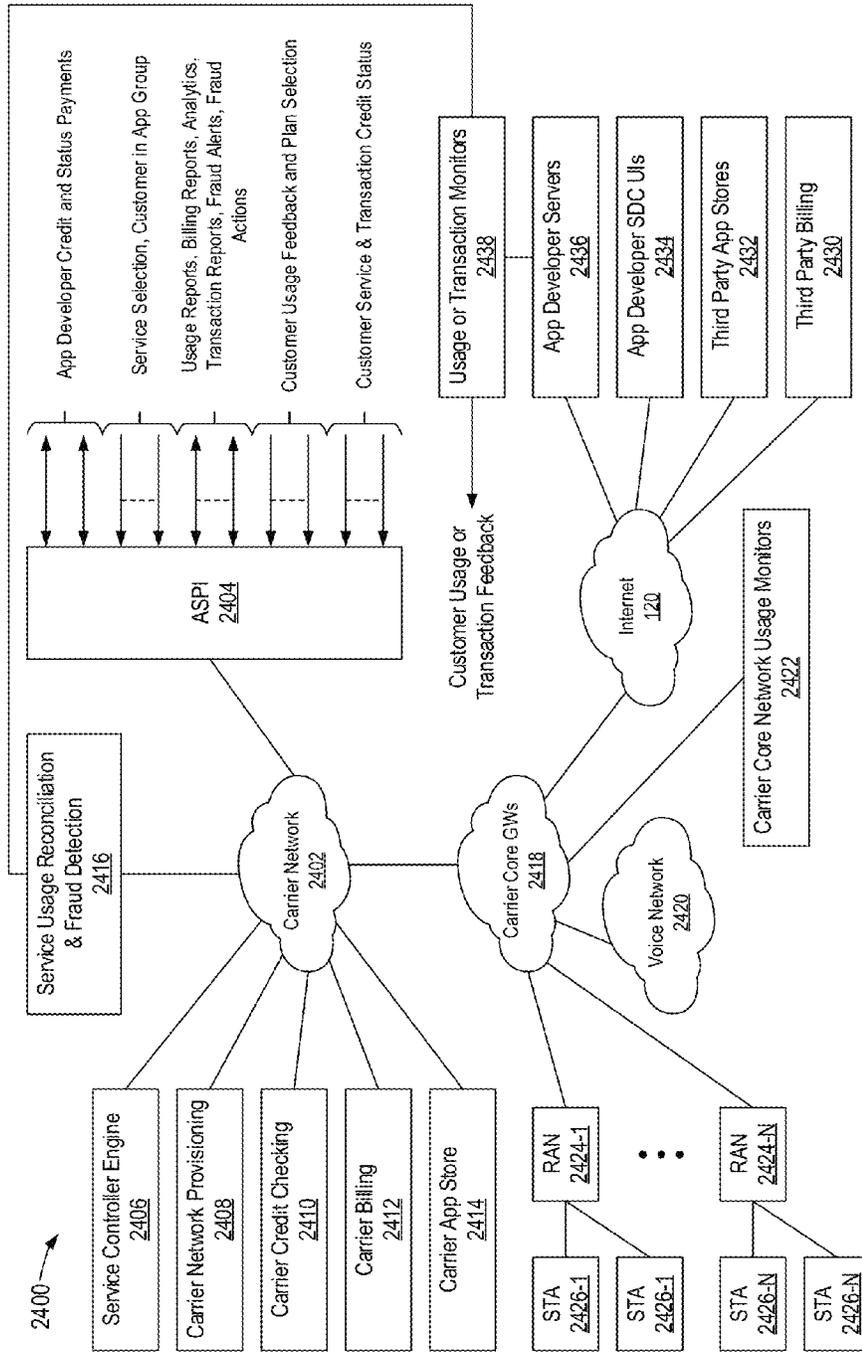 2400
Service Controller Engine
2406
Carrier Network Provisioning
2408
Carrier Credit Checking
2410
Carrier Billing
2412
Carrier App Store
2414
Service Usage Reconciliation
& Fraud Detection
2416
Carrier Network
2402
ASPI
2404
App Developer Credit and Status Payments
Service Selection, Customer in App Group
Usage Reports, Billing Reports, Analytics,
Transaction Reports, Fraud Alerts, Fraud
Actions
Customer Usage Feedback and Plan Selection
Customer Service & Transaction Credit Status
Customer Usage or
Transaction Feedback
Usage or Transaction Monitors
2438
App Developer Servers
2436
App Developer SDC UIs
2434
Third Party App Stores
2432
Third Party Billing
2430
Internet
120
Carrier Core GWs
2418
Voice Network
2420
Carrier Core Network Usage Monitors
2422
RAN
2424-1
RAN
2424-N
STA
2426-1
STA
2426-1
STA
2426-N
STA
2426-N